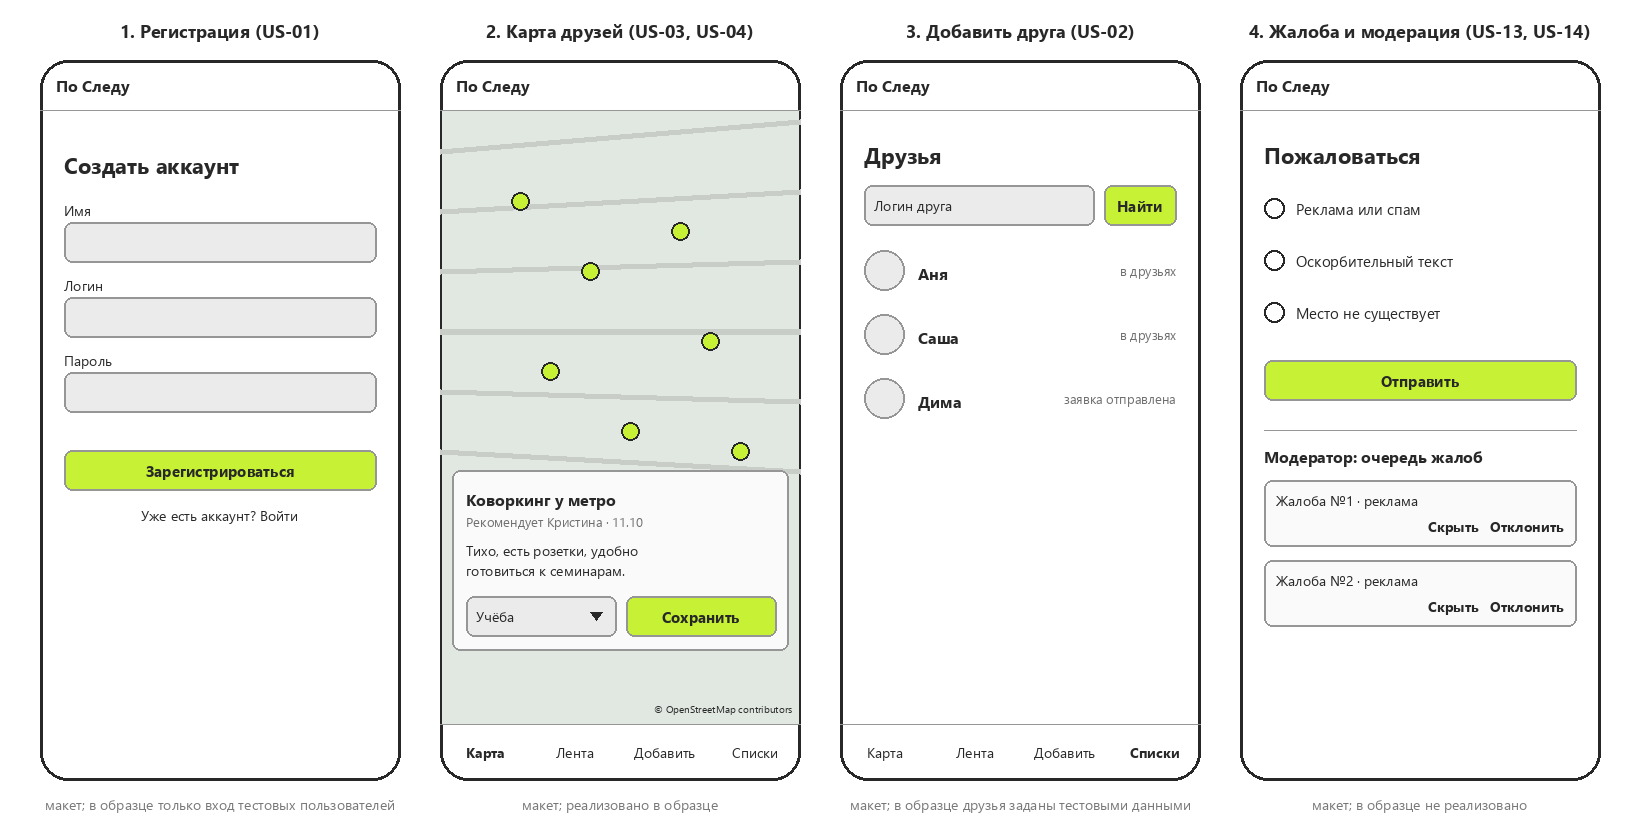 1. Регистрация (US-01)
По Следу
Создать аккаунт
Имя
Логин
Пароль
Зарегистрироваться
Уже есть аккаунт? Войти
макет; в образце только вход тестовых пользователей
2. Карта друзей (US-03, US-04)
По Следу
Коворкинг у метро
Рекомендует Кристина · 11.10
Тихо, есть розетки, удобно
готовиться к семинарам.
Учёба
Сохранить
© OpenStreetMap contributors
Карта Лента Добавить Списки
макет; реализовано в образце
3. Добавить друга (US-02)
По Следу
Друзья
Логин друга Найти
Аня в друзьях
Саша в друзьях
Дима заявка отправлена
Карта Лента Добавить Списки
макет; в образце друзья заданы тестовыми данными
4. Жалоба и модерация (US-13, US-14)
По Следу
Пожаловаться
Реклама или спам
Оскорбительный текст
Место не существует
Отправить
Модератор: очередь жалоб
Жалоба №1 · реклама
Скрыть Отклонить
Жалоба №2 · реклама
Скрыть Отклонить
макет; в образце не реализовано